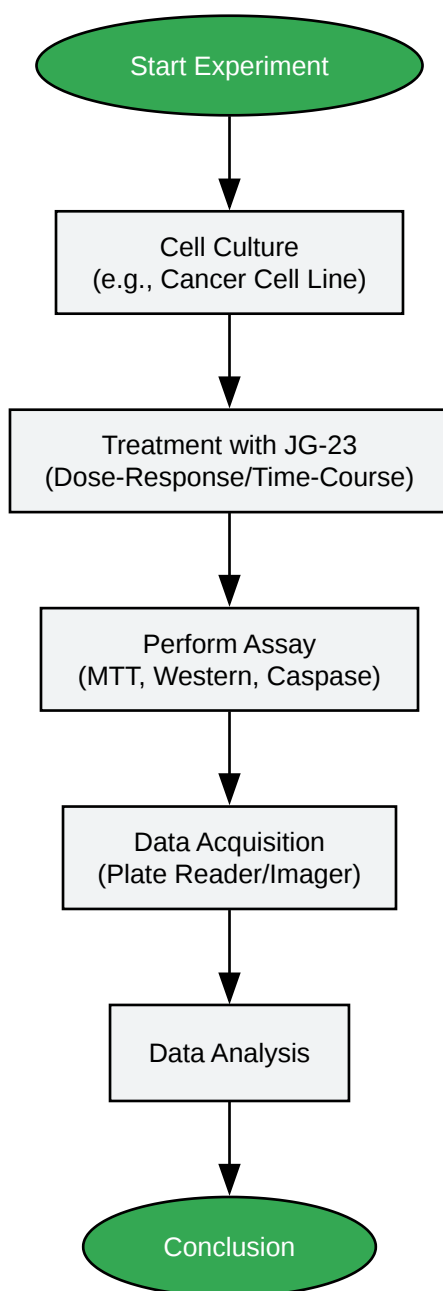 Start Experiment
Cell Culture
(e.g., Cancer Cell Line)
Treatment with JG-23
(Dose-Response/Time-Course)
Perform Assay
(MTT, Western, Caspase)
Data Acquisition
(Plate Reader/Imager)
Data Analysis
Conclusion